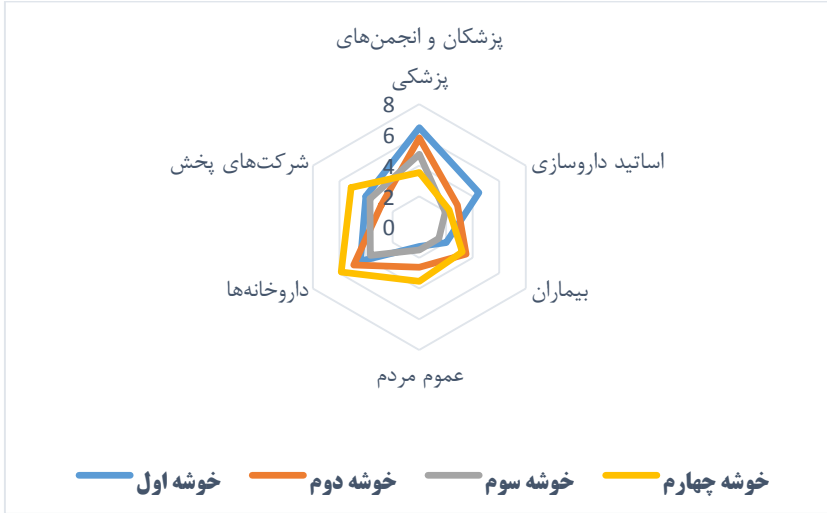 پزشکان و انجمن‌های
پزشکی
8
6
4
2
0
اساتید داروسازی
بیماران
عموم مردم
داروخانه‌ها
شرکت‌های پخش
خوشه اول
خوشه دوم
خوشه سوم
خوشه چهارم